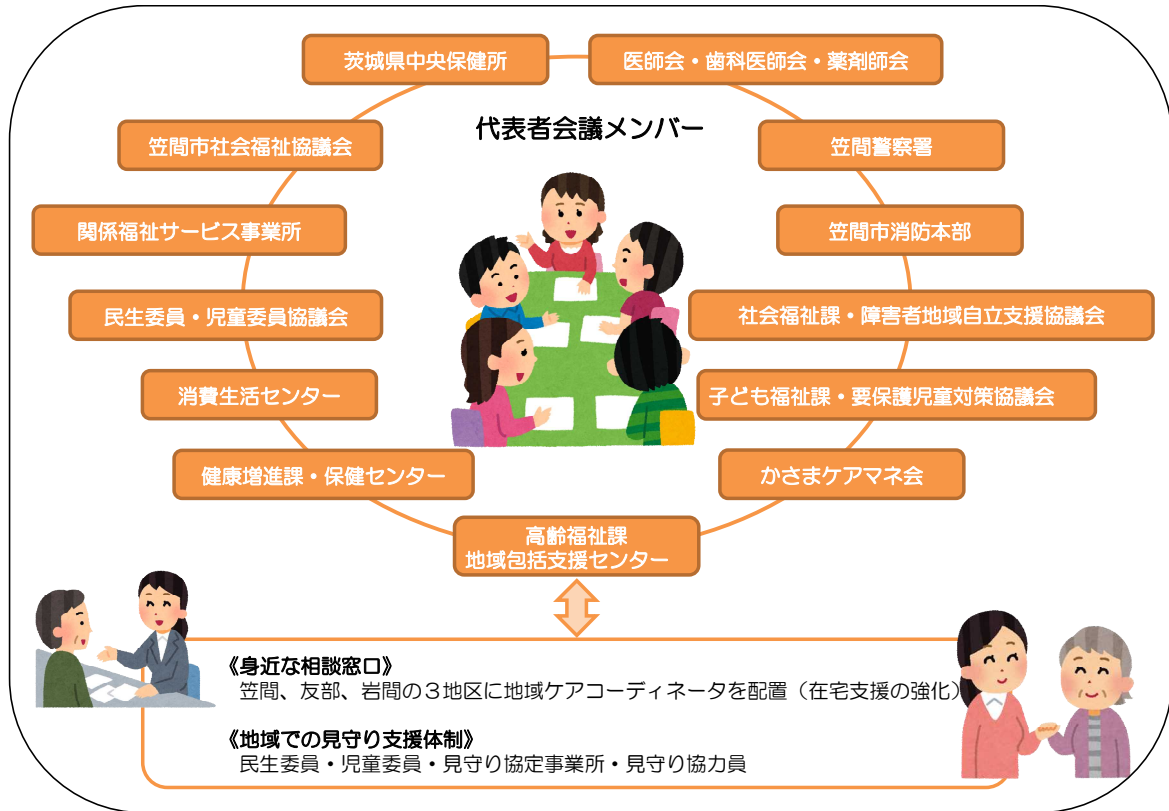 茨城県中央保健所
医師会・歯科医師会・薬剤師会
代表者会議メンバー
笠間市社会福祉協議会
笠間警察署
関係福祉サービス事業所
笠間市消防本部
民生委員・児童委員協議会
社会福祉課・障害者地域自立支援協議会
消費生活センター
子ども福祉課・要保護児童対策協議会
健康増進課・保健センター
かさまケアマネ会
高齢福祉課
地域包括支援センター
《身近な相談窓口》
笠間、友部、岩間の３地区に地域ケアコーディネータを配置（在宅支援の強化）
《地域での見守り支援体制》
民生委員・児童委員・見守り協定事業所・見守り協力員